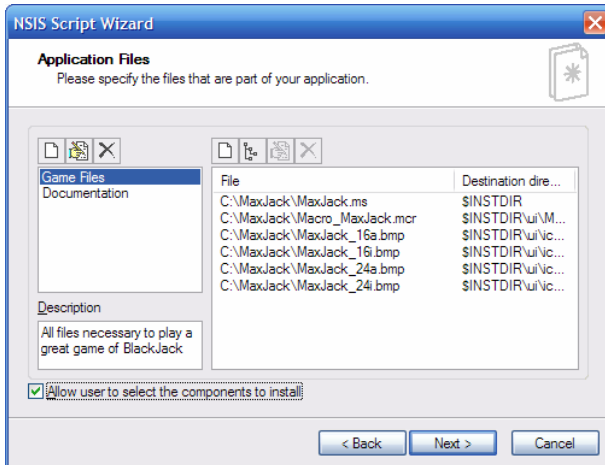 NSIS Script Wizard
Application Files
Please specify the files that are part of your application.
Game Files
Documentation
File Destination dire...
C:\MaxJack\MaxJack.ms $INSTDIR
C:\MaxJack\Macro_MaxJack.mcr $INSTDIR\ui\M...
C:\MaxJack\MaxJack_16a.bmp $INSTDIR\ui\ic...
C:\MaxJack\MaxJack_16i.bmp $INSTDIR\ui\ic...
C:\MaxJack\MaxJack_24a.bmp $INSTDIR\ui\ic...
C:\MaxJack\MaxJack_24i.bmp $INSTDIR\ui\ic...
Description
All files necessary to play a
great game of BlackJack
Allow user to select the components to install
< Back Next > Cancel